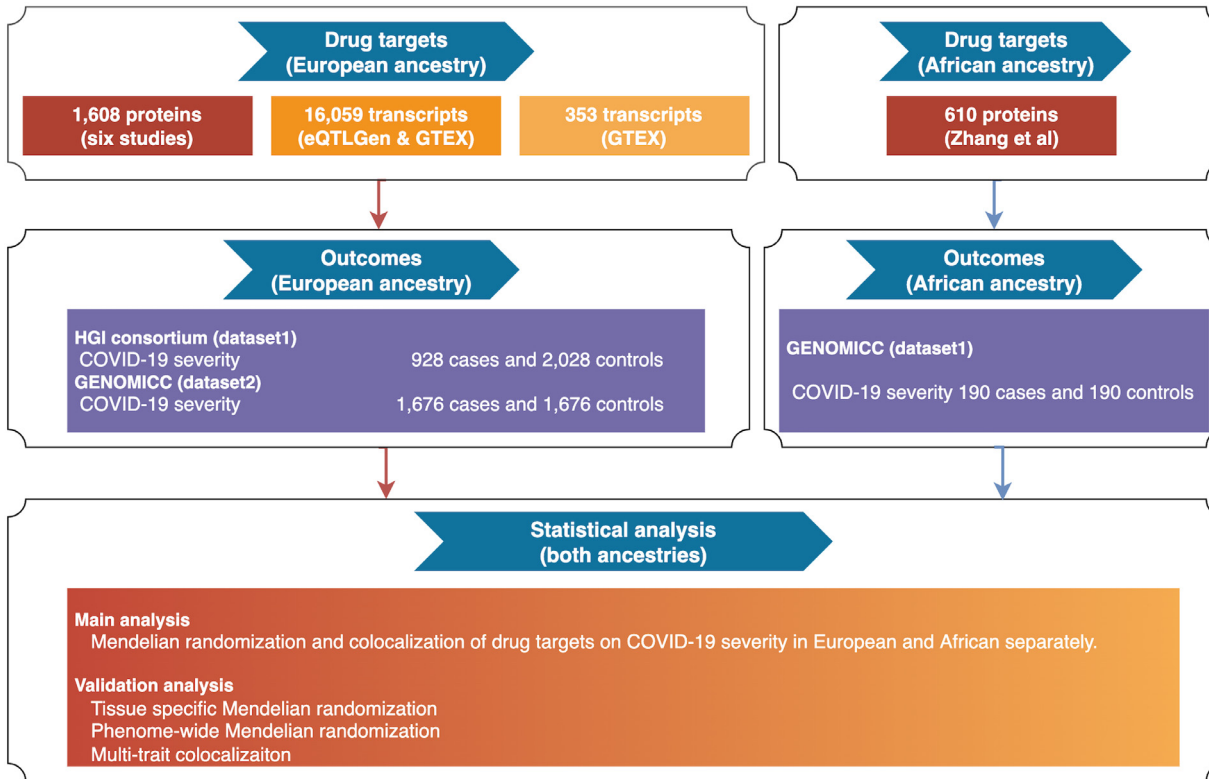 Drug targets
(European ancestry)
1,608 proteins
(six studies)
16,059 transcripts
(eQTLGen & GTEX)
353 transcripts
(GTEX)
Drug targets
(African ancestry)
610 proteins
(Zhang et al)
Outcomes
(European ancestry)
HGI consortium (dataset1)
COVID-19 severity 928 cases and 2,028 controls
GENOMICC (dataset2)
COVID-19 severity 1,676 cases and 1,676 controls
Outcomes
(African ancestry)
GENOMICC (dataset1)
COVID-19 severity 190 cases and 190 controls
Statistical analysis
(both ancestries)
Main analysis
Mendelian randomization and colocalization of drug targets on COVID-19 severity in European and African separately.
Validation analysis
Tissue specific Mendelian randomization
Phenome-wide Mendelian randomization
Multi-trait colocalizaiton